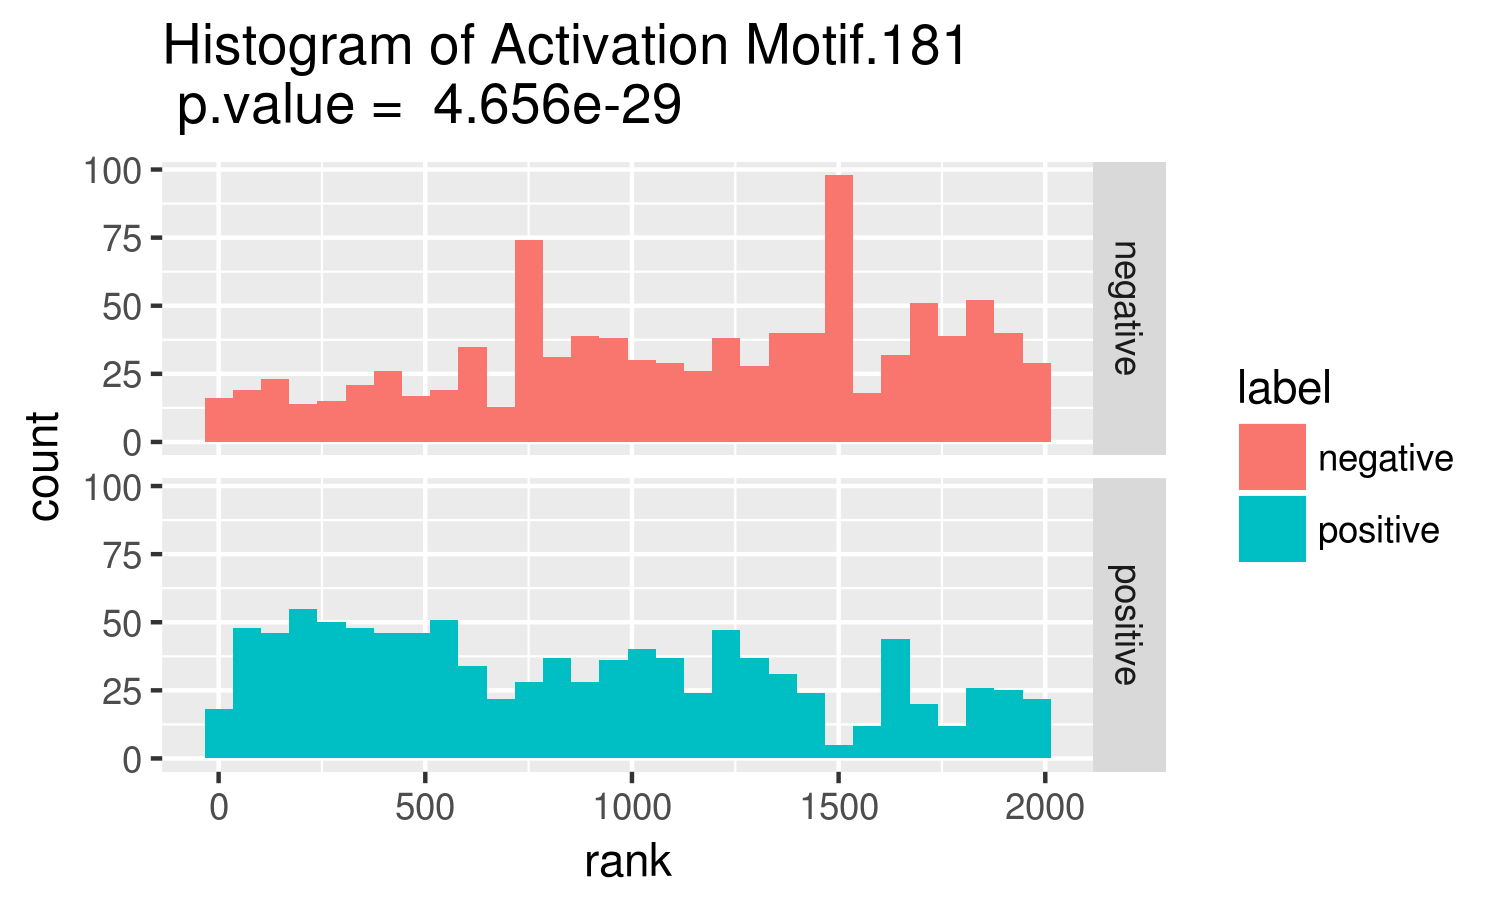 Histogram of Activation Motif.181
p.value = 4.656e-29
count
100
75
50
25
0
negative
100
75
50
25
0
positive
0 500 1000 1500 2000
rank
label
negative
positive